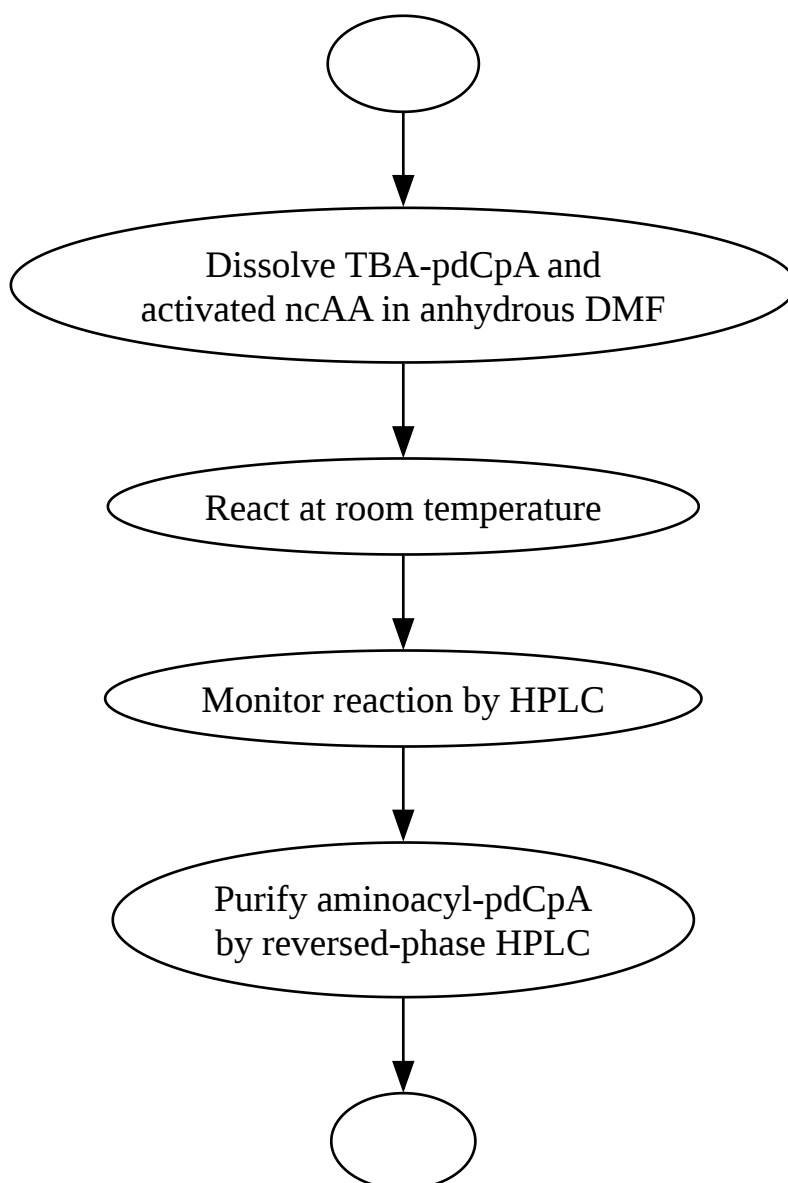 Dissolve TBA-pdCpA and
activated ncAA in anhydrous DMF
React at room temperature
Monitor reaction by HPLC
Purify aminoacyl-pdCpA
by reversed-phase HPLC